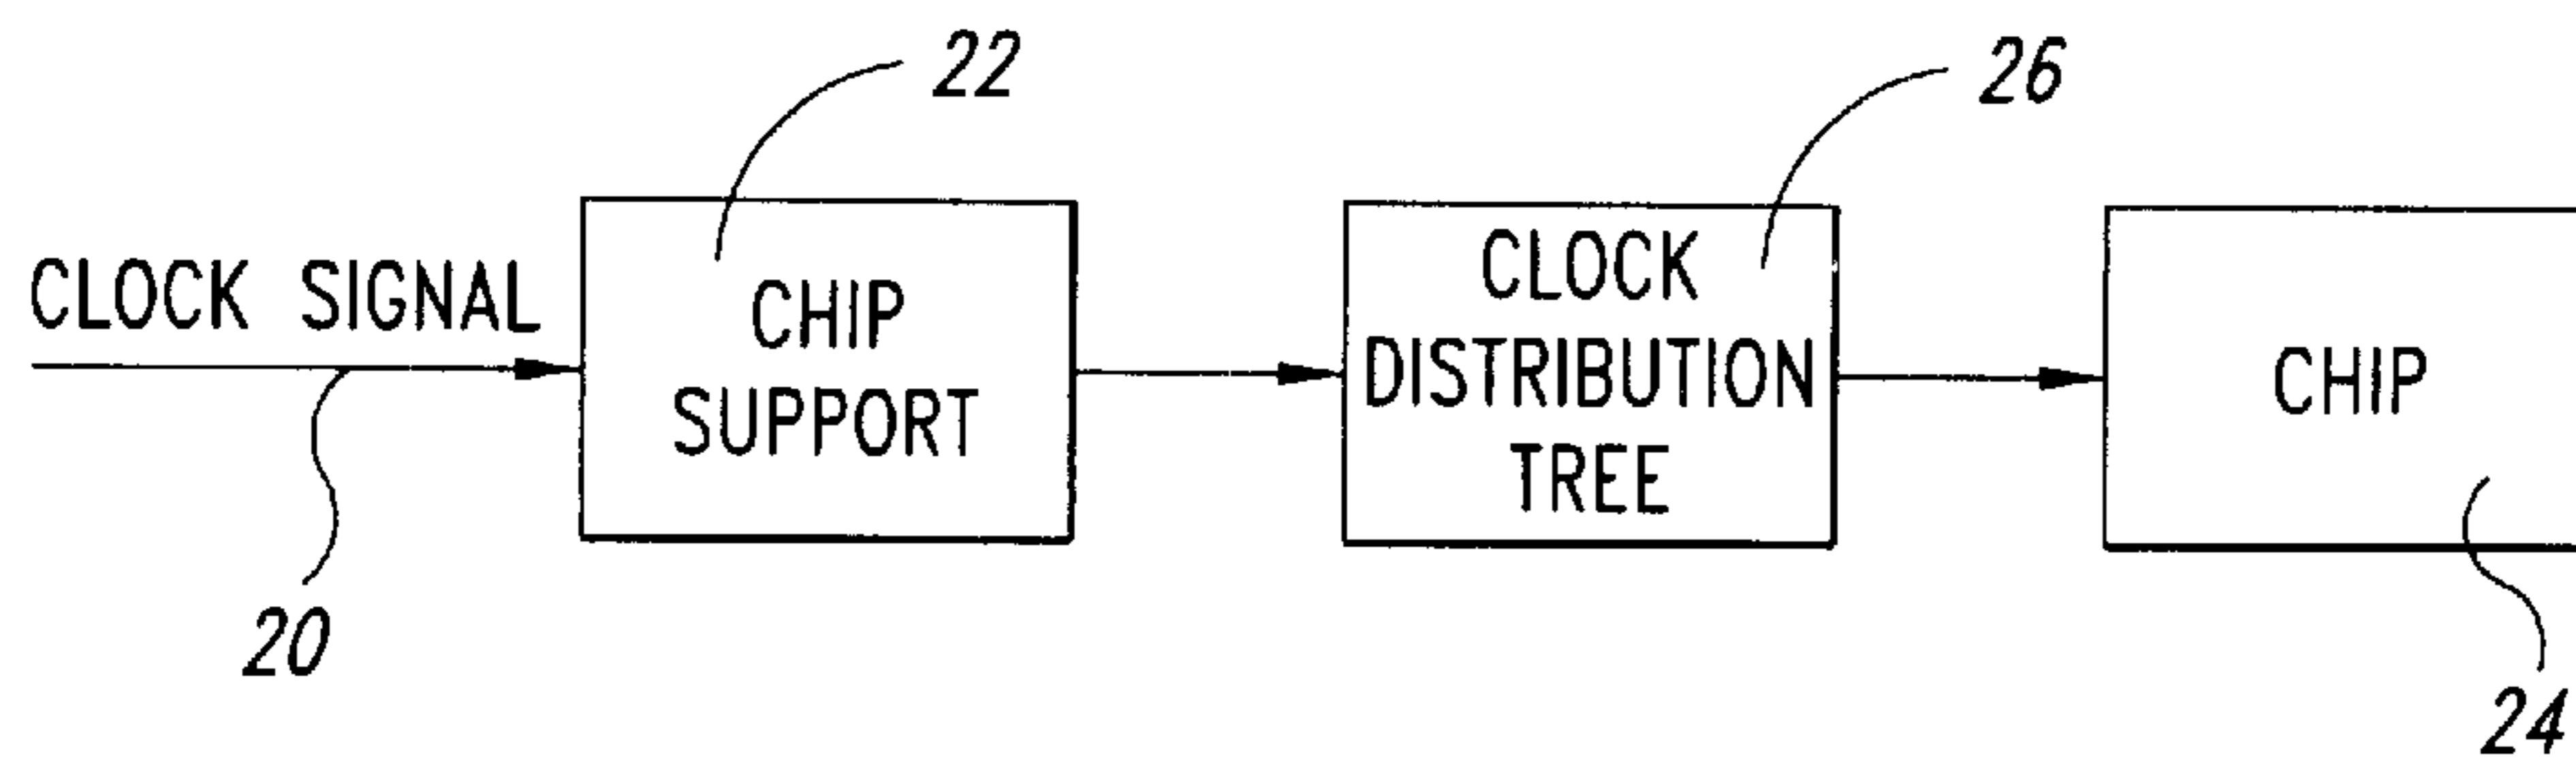 22
26
CLOCK SIGNAL
CHIP
SUPPORT
CLOCK
DISTRIBUTION
TREE
CHIP
20
24